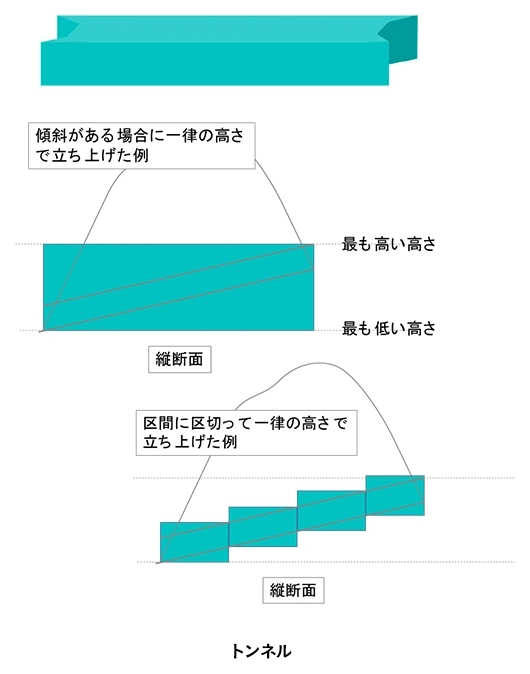 傾斜がある場合に一律の高さ
で立ち上げた例
最も高い高さ
最も低い高さ
縦断面
区間に区切って一律の高さで
立ち上げた例
縦断面
トンネル